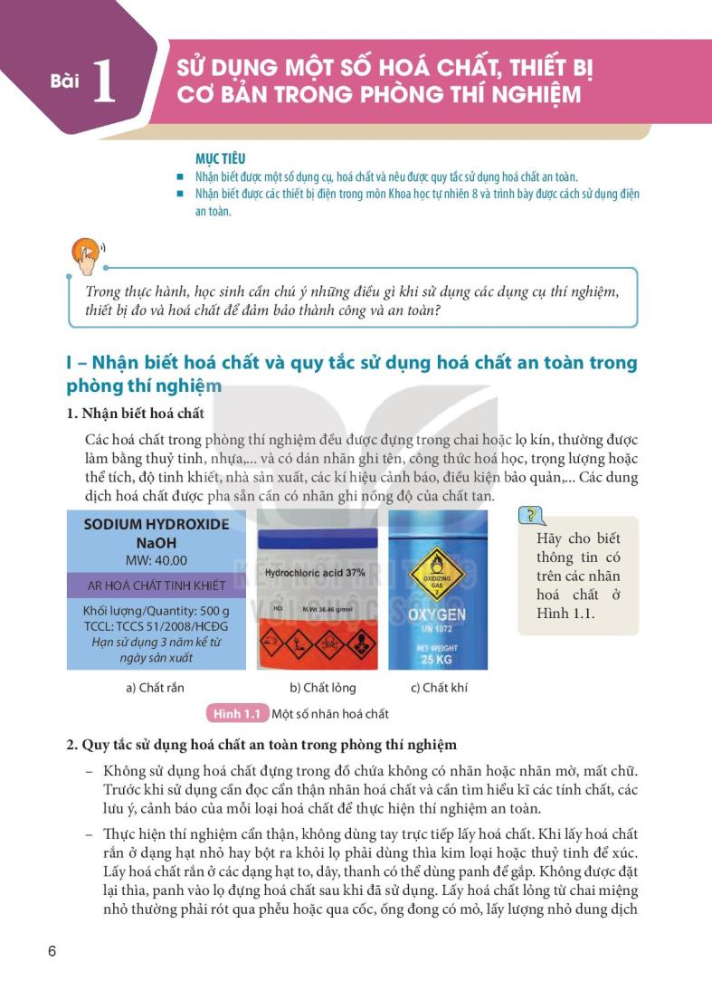 Bài 1
SỬ DỤNG MỘT SỐ HOÁ CHẤT, THIẾT BỊ
CƠ BẢN TRONG PHÒNG THÍ NGHIỆM
MỤC TIÊU
Nhận biết được một số dụng cụ, hoá chất và nêu được quy tắc sử dụng hoá chất an toàn.
Nhận biết được các thiết bị điện trong môn Khoa học tự nhiên 8 và trình bày được cách sử dụng điện
an toàn.
Trong thực hành, học sinh cần chú ý những điều gì khi sử dụng các dụng cụ thí nghiệm,
thiết bị đo và hoá chất để đảm bảo thành công và an toàn?
I – Nhận biết hoá chất và quy tắc sử dụng hoá chất an toàn trong
phòng thí nghiệm
1. Nhận biết hoá chất
Các hoá chất trong phòng thí nghiệm đều được đựng trong chai hoặc lọ kín, thường được
làm bằng thuỷ tinh, nhựa,... và có dán nhãn ghi tên, công thức hoá học, trọng lượng hoặc
thể tích, độ tinh khiết, nhà sản xuất, các kí hiệu cảnh báo, điều kiện bảo quản,... Các dung
dịch hoá chất được pha sẵn cần có nhãn ghi nồng độ của chất tan.
SODIUM HYDROXIDE
NaOH
MW: 40.00
AR HOÁ CHẤT TINH KHIẾT
Khối lượng/Quantity: 500 g
TCCL: TCCS 51/2008/HCĐG
Hạn sử dụng 3 năm kể từ
ngày sản xuất
a) Chất rắn
Hydrochloric acid 37%
HCl M.Wt 36.46 g/mol
b) Chất lỏng
OXIDIZING
GAS
2
OXYGEN
UN 1072
NET WEIGHT
25 KG
c) Chất khí
KẾT NỐI TRI THỨC
VỚI CUỘC SỐNG
?
Hãy cho biết
thông tin có
trên các nhãn
hoá chất ở
Hình 1.1.
Hình 1.1 Một số nhãn hoá chất
2. Quy tắc sử dụng hoá chất an toàn trong phòng thí nghiệm
– Không sử dụng hoá chất đựng trong đồ chứa không có nhãn hoặc nhãn mờ, mất chữ.
Trước khi sử dụng cần đọc cẩn thận nhãn hoá chất và cần tìm hiểu kĩ các tính chất, các
lưu ý, cảnh báo của mỗi loại hoá chất để thực hiện thí nghiệm an toàn.
– Thực hiện thí nghiệm cẩn thận, không dùng tay trực tiếp lấy hoá chất. Khi lấy hoá chất
rắn ở dạng hạt nhỏ hay bột ra khỏi lọ phải dùng thìa kim loại hoặc thuỷ tinh để xúc.
Lấy hoá chất rắn ở các dạng hạt to, dây, thanh có thể dùng panh để gắp. Không được đặt
lại thìa, panh vào lọ đựng hoá chất sau khi đã sử dụng. Lấy hoá chất lỏng từ chai miệng
nhỏ thường phải rót qua phễu hoặc qua cốc, ống đong có mỏ, lấy lượng nhỏ dung dịch
6